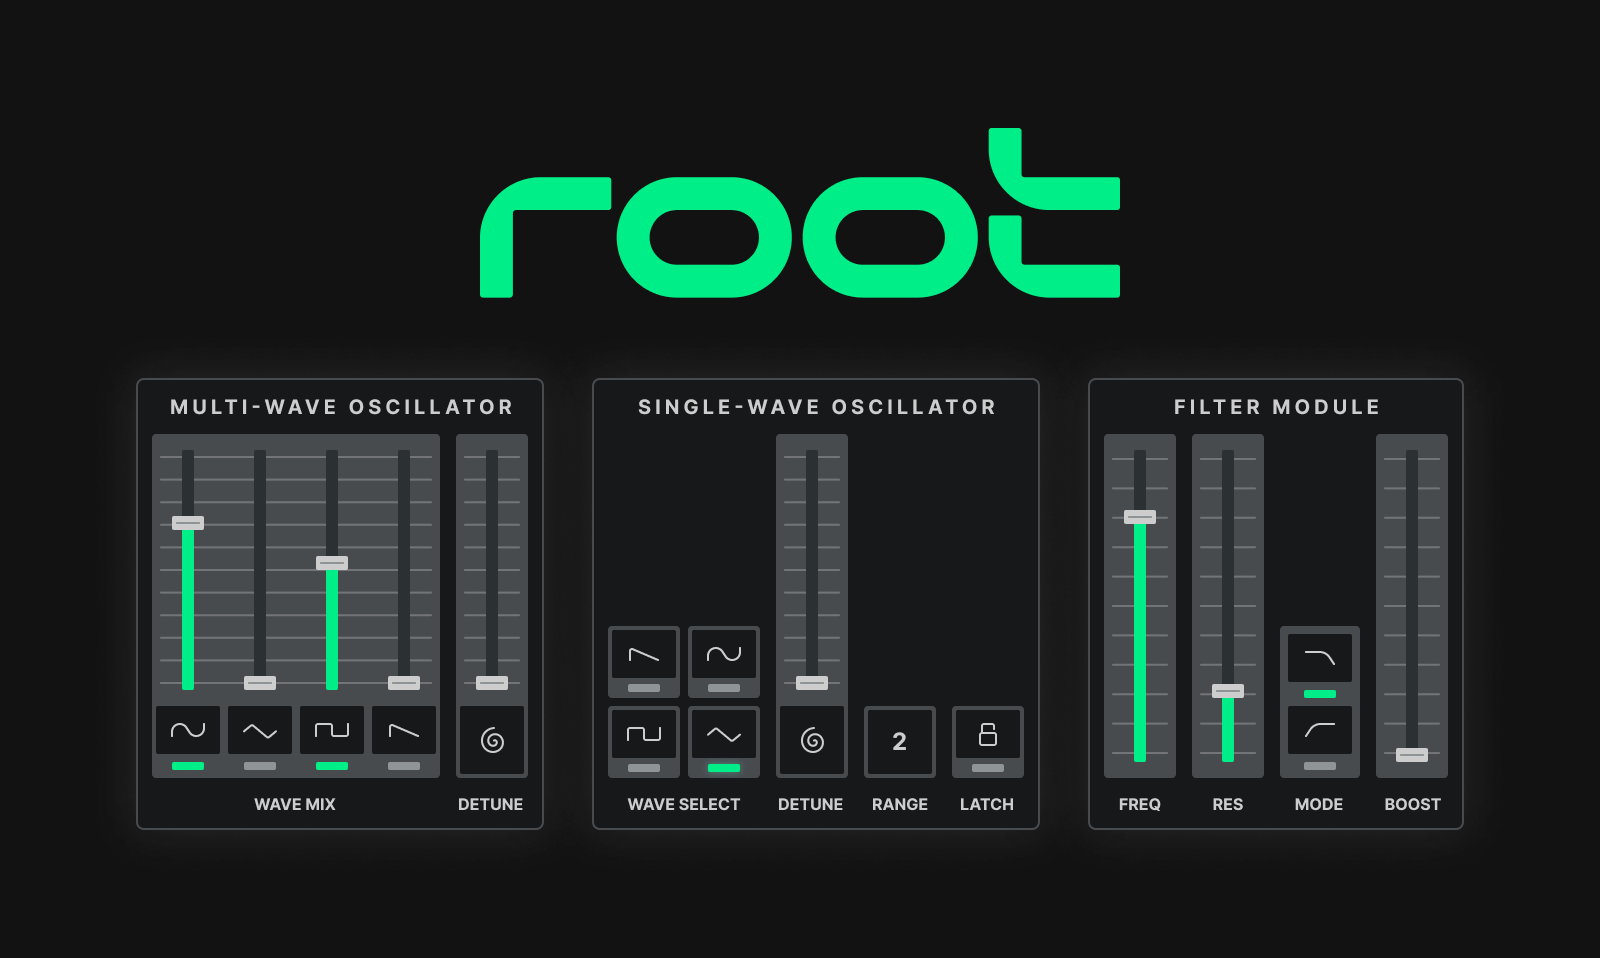 root
MULTI-WAVE OSCILLATOR
WAVE MIX
DETUNE
SINGLE-WAVE OSCILLATOR
2
WAVE SELECT
DETUNE
RANGE
LATCH
FILTER MODULE
FREQ
RES
MODE
BOOST